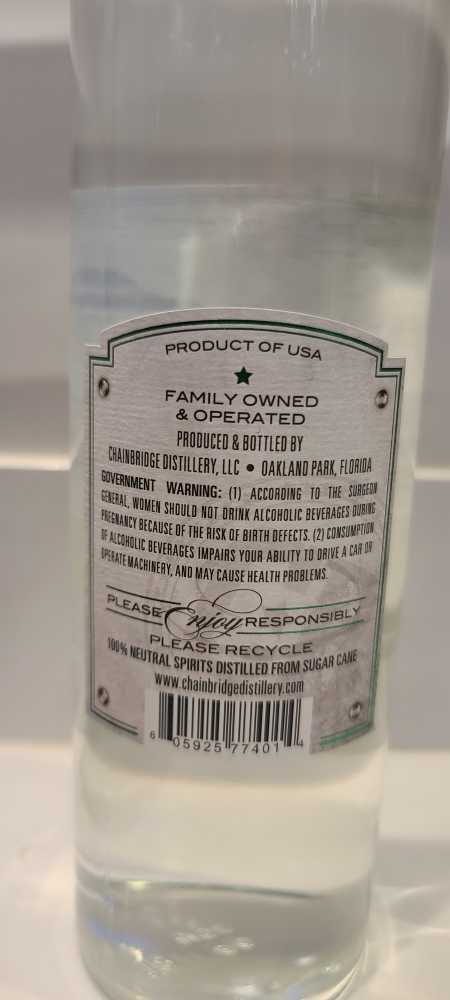 PRODUCT OF USA
FAMILY OWNED
& OPERATED
PRODUCED & BOTTLED BY
CHAINBRIDGE DISTILLERY, LLC • OAKLAND PARK, FLORIDA
GOVERNMENT WARNING: (1) ACCORDING TO THE SURGEON
GENERAL, WOMEN SHOULD NOT DRINK ALCOHOLIC BEVERAGES DURING
PREGNANCY BECAUSE OF THE RISK OF BIRTH DEFECTS. (2) CONSUMPTION
OF ALCOHOLIC BEVERAGES IMPAIRS YOUR ABILITY TO DRIVE A CAR OR
OPERATE MACHINERY, AND MAY CAUSE HEALTH PROBLEMS.
PLEASE Enjoy RESPONSIBLY
PLEASE RECYCLE
100% NEUTRAL SPIRITS DISTILLED FROM SUGAR CANE
www.chainbridgedistillery.com
6 05925 77401 4